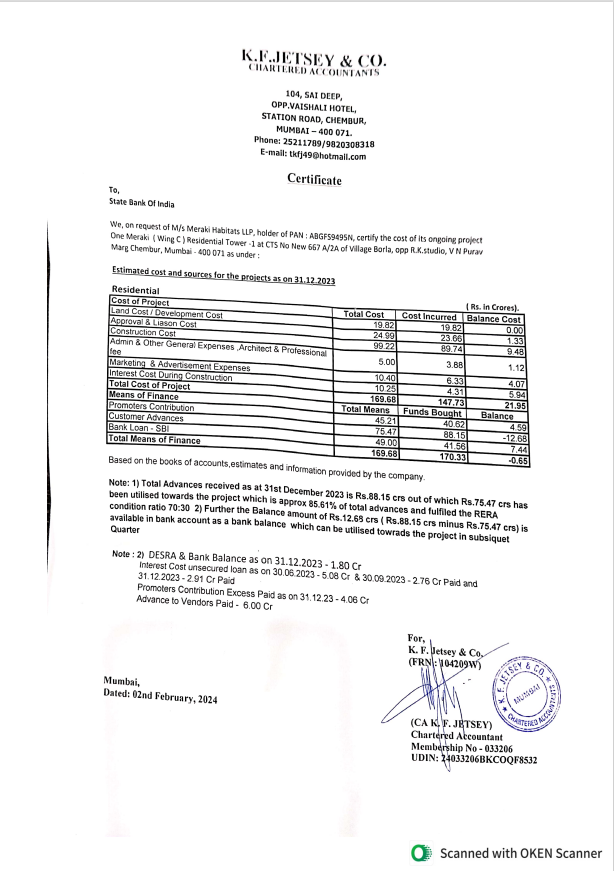 K.F.JETSEY & CO.
CHARTERED ACCOUNTANTS
104, SAI DEEP,
OPP.VAISHALI HOTEL,
STATION ROAD, CHEMBUR,
MUMBAI – 400 071.
Phone: 25211789/9820308318
E-mail: tkfj49@hotmail.com
Certificate
To,
State Bank Of India
We, on request of M/s Meraki Habitats LLP, holder of PAN : ABGFS9495N, certify the cost of its ongoing project
One Meraki ( Wing C ) Residential Tower -1 at CTS No New 667 A/2A of Village Borla, opp R.K.studio, V N Purav
Marg Chembur, Mumbai - 400 071 as under :
Estimated cost and sources for the projects as on 31.12.2023
Residential ( Rs. in Crores).
Cost of Project Total Cost Cost Incurred Balance Cost
Land Cost / Development Cost 19.82 19.82 0.00
Approval & Liason Cost 24.99 23.66 1.33
Construction Cost 99.22 89.74 9.48
Admin & Other General Expenses ,Architect & Professional
fee 5.00 3.88 1.12
Marketing & Advertisement Expenses 10.40 6.33 4.07
Interest Cost During Construction 10.25 4.31 5.94
Total Cost of Project 169.68 147.73 21.95
Means of Finance Total Means Funds Bought Balance
Promoters Contribution 45.21 40.62 4.59
Customer Advances 75.47 88.15 -12.68
Bank Loan - SBI 49.00 41.56 7.44
Total Means of Finance 169.68 170.33 -0.65
Based on the books of accounts,estimates and information provided by the company.
Note: 1) Total Advances received as at 31st December 2023 is Rs.88.15 crs out of which Rs.75.47 crs has
been utilised towards the project which is approx 85.61% of total advances and fulfilled the RERA
condition ratio 70:30 2) Further the Balance amount of Rs.12.68 crs ( Rs.88.15 crs minus Rs.75.47 crs) is
available in bank account as a bank balance which can be utilised towrads the project in subsiquet
Quarter
Note : 2) DESRA & Bank Balance as on 31.12.2023 - 1.80 Cr
Interest Cost unsecured loan as on 30.06.2023 - 5.08 Cr & 30.09.2023 - 2.76 Cr Paid and
31.12.2023 - 2.91 Cr Paid
Promoters Contribution Excess Paid as on 31.12.23 - 4.06 Cr
Advance to Vendors Paid - 6.00 Cr
For,
K. F. Jetsey & Co.
(FRN : 104209W)
K. F. JETSEY & CO.
MUMBAI
CHARTERED ACCOUNTANTS
Mumbai,
Dated: 02nd February, 2024
(CA K. F. JETSEY)
Chartered Accountant
Membership No - 033206
UDIN: 24033206BKCOQF8532
Scanned with OKEN Scanner